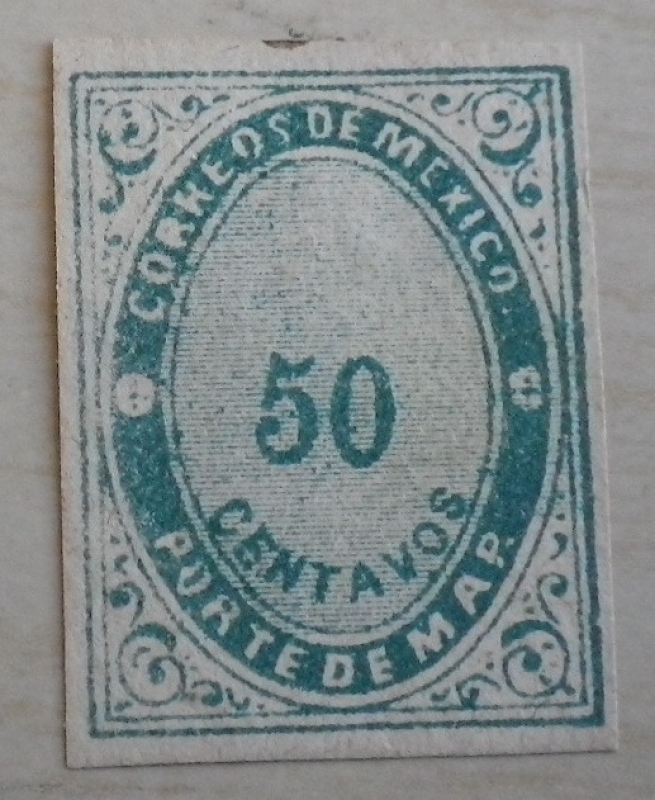 CORREOS DE MEXICO
50
CENTAVOS
PORTE DE MAR